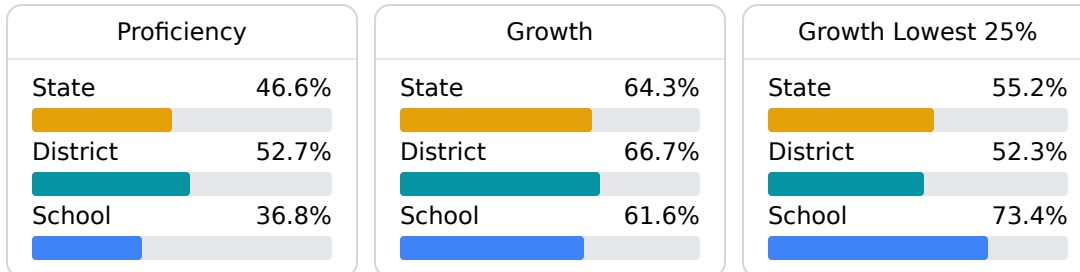 Proficiency
State 46.6%
District 52.7%
School 36.8%
Growth
State 64.3%
District 66.7%
School 61.6%
Growth Lowest 25%
State 55.2%
District 52.3%
School 73.4%